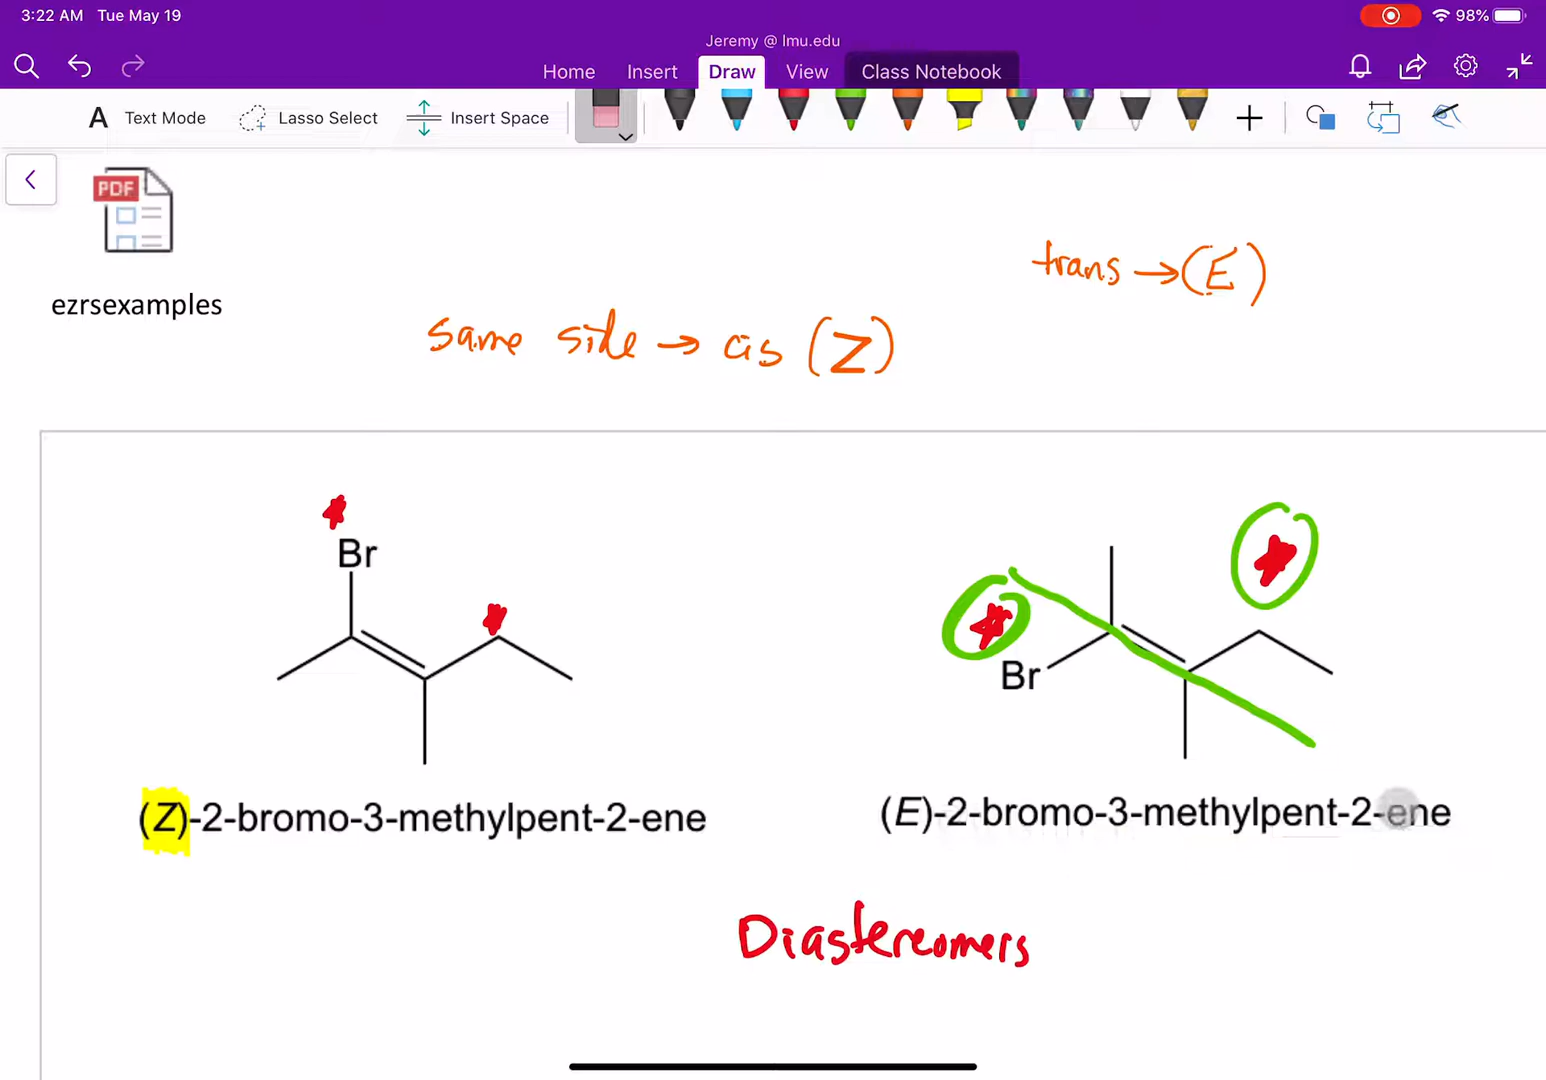 3:22 AM Tue May 19
98%
Jeremy @ lmu.edu
Home Insert Draw View Class Notebook
A Text Mode Lasso Select Insert Space
PDF
ezrsexamples
trans → (E)
same side → cis (Z)
Br
Br
(Z)-2-bromo-3-methylpent-2-ene
(E)-2-bromo-3-methylpent-2-ene
Diastereomers